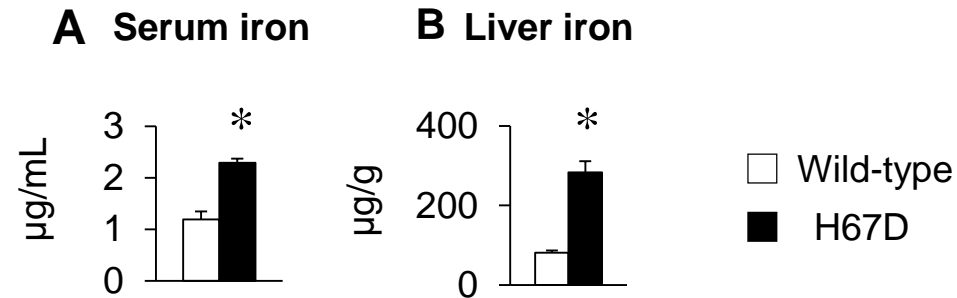 A Serum iron
µg/mL
3
2
1
0
*
B Liver iron
µg/g
400
200
0
*
Wild-type
H67D